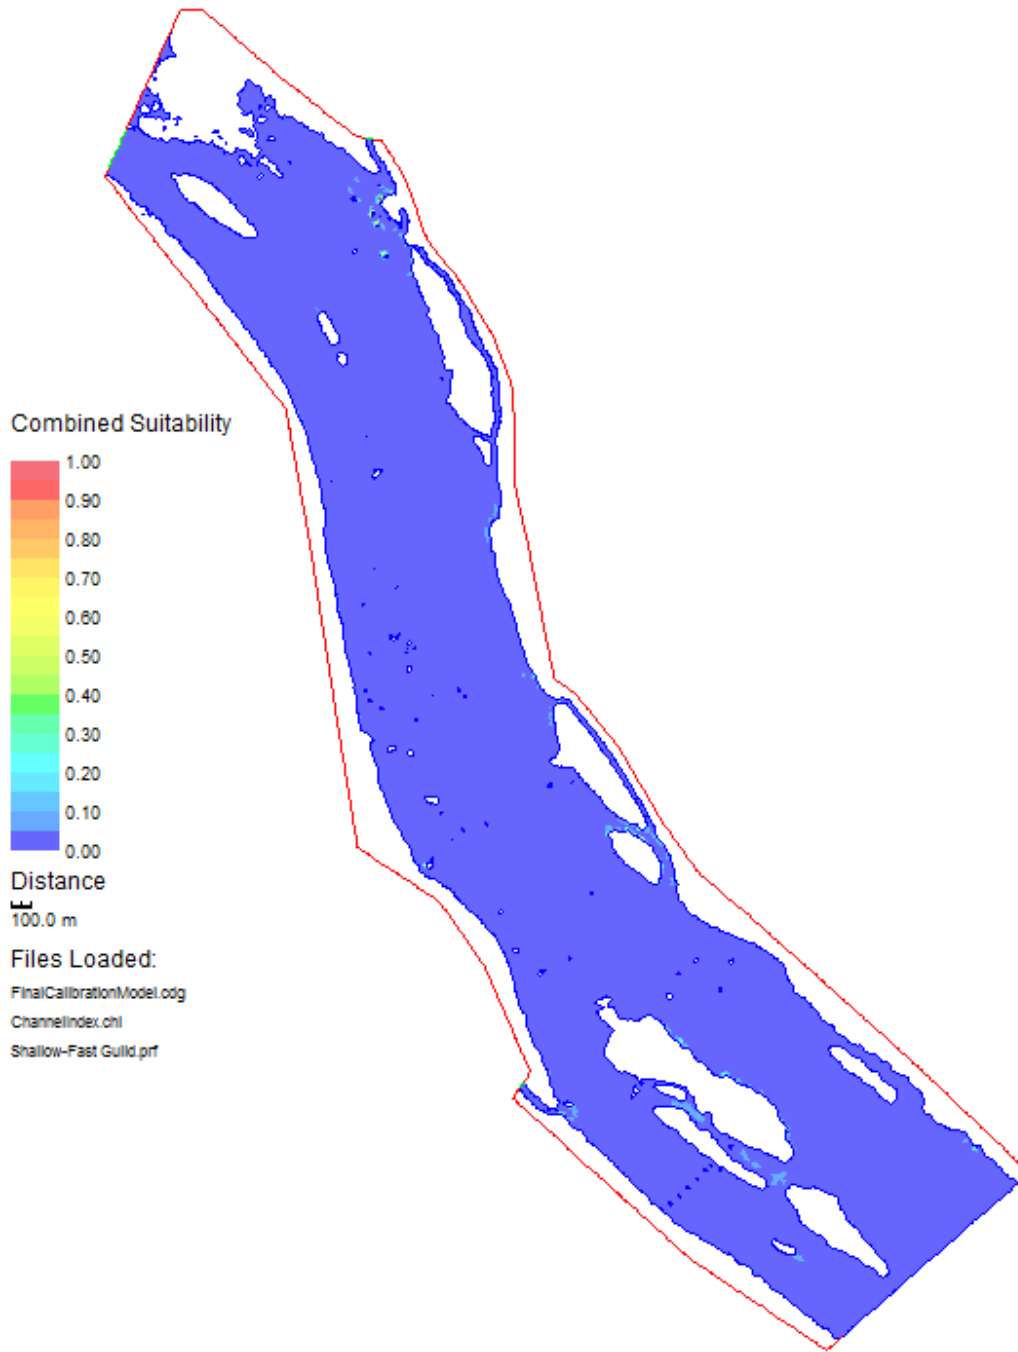 Combined Suitability
1.00
0.90
0.80
0.70
0.60
0.50
0.40
0.30
0.20
0.10
0.00
Distance
100.0 m
Files Loaded:
FinalCalibrationModel.cdg
ChannelIndex.chi
Shallow-Fast Guild.prf